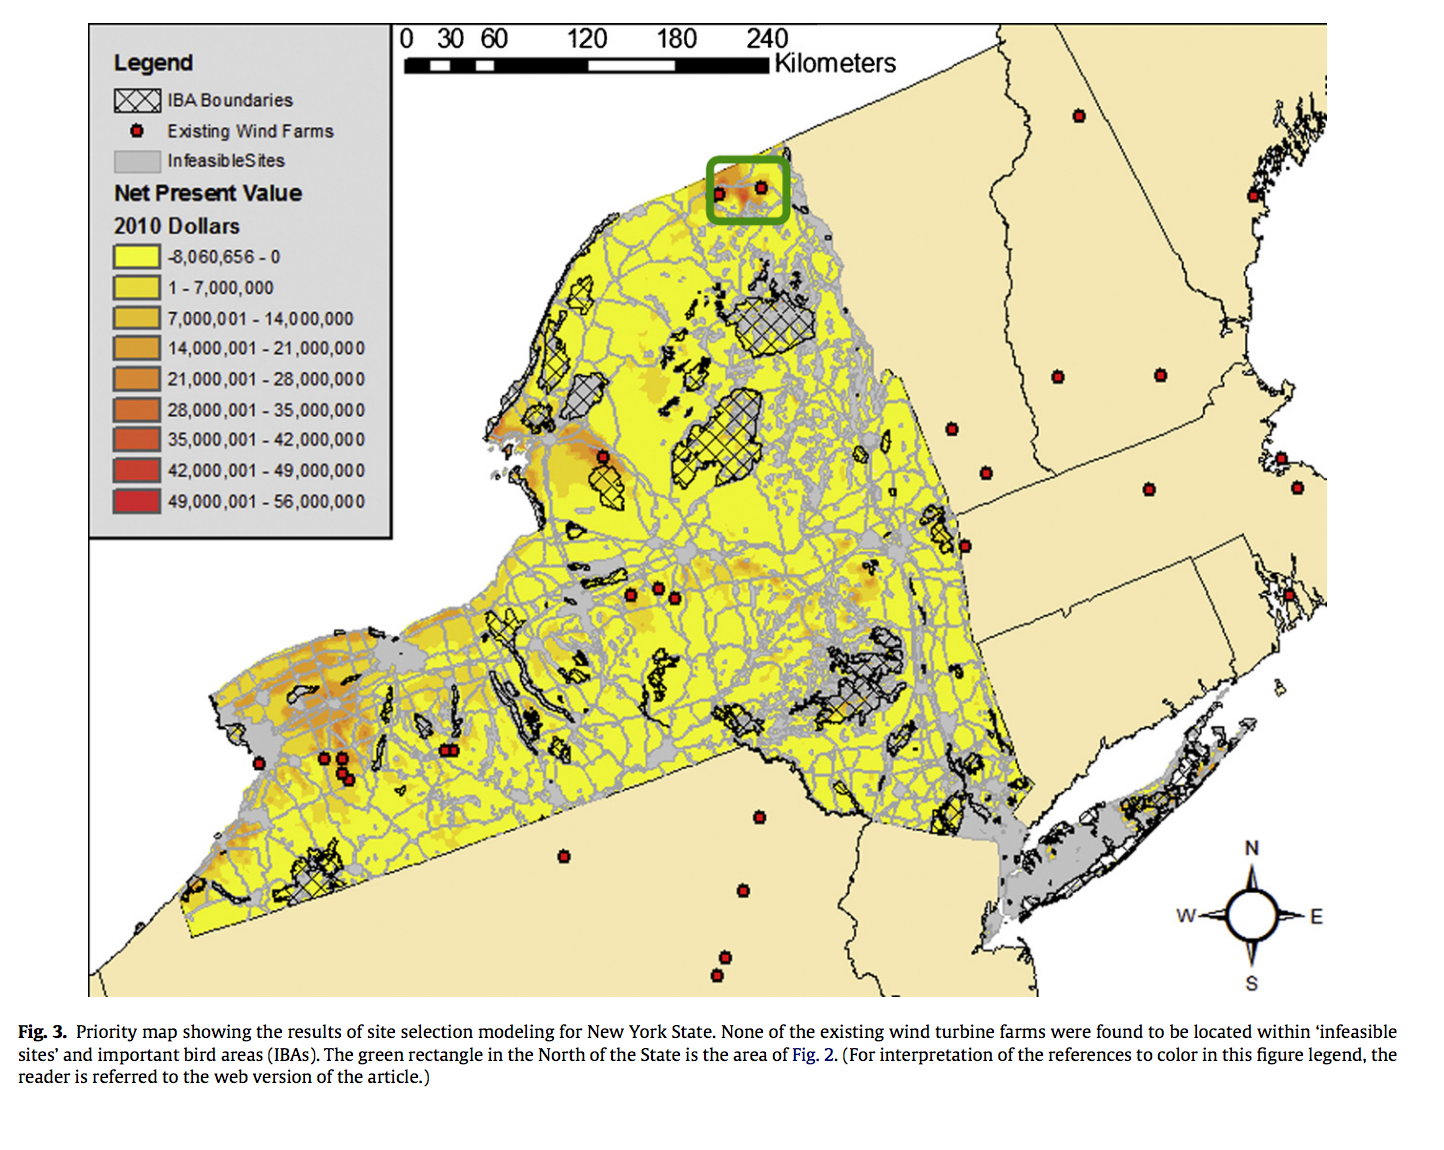 0 30 60 120 180 240
Kilometers
Legend
IBA Boundaries
Existing Wind Farms
InfeasibleSites
Net Present Value
2010 Dollars
-8,060,656 - 0
1 - 7,000,000
7,000,001 - 14,000,000
14,000,001 - 21,000,000
21,000,001 - 28,000,000
28,000,001 - 35,000,000
35,000,001 - 42,000,000
42,000,001 - 49,000,000
49,000,001 - 56,000,000
N
W E
S
Fig. 3. Priority map showing the results of site selection modeling for New York State. None of the existing wind turbine farms were found to be located within ‘infeasible
sites’ and important bird areas (IBAs). The green rectangle in the North of the State is the area of Fig. 2. (For interpretation of the references to color in this figure legend, the
reader is referred to the web version of the article.)